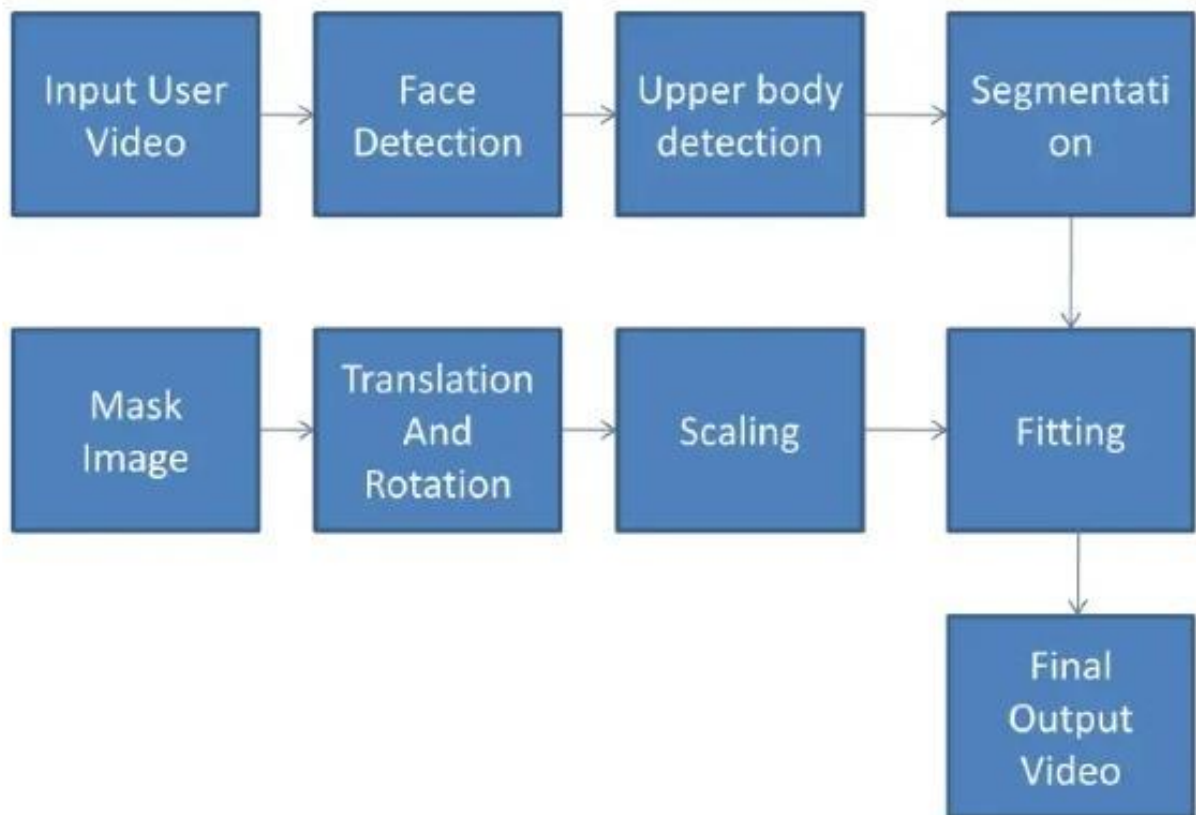 Input User
Video
Face
Detection
Upper body
detection
Segmentati
on
Mask
Image
Translation
And
Rotation
Scaling
Fitting
Final
Output
Video